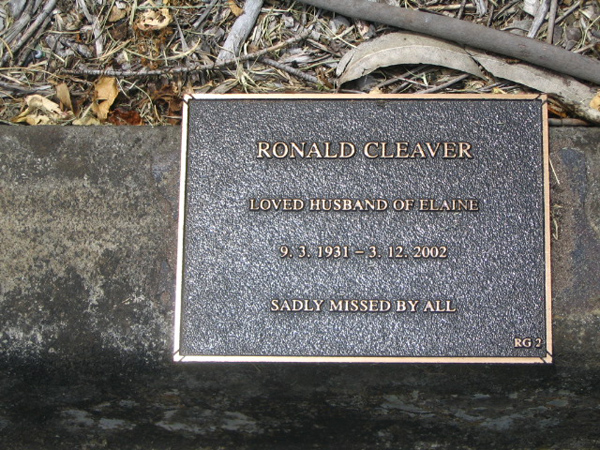 RONALD CLEAVER
LOVED HUSBAND OF ELAINE
9. 3. 1931 – 3. 12. 2002
SADLY MISSED BY ALL
RG 2